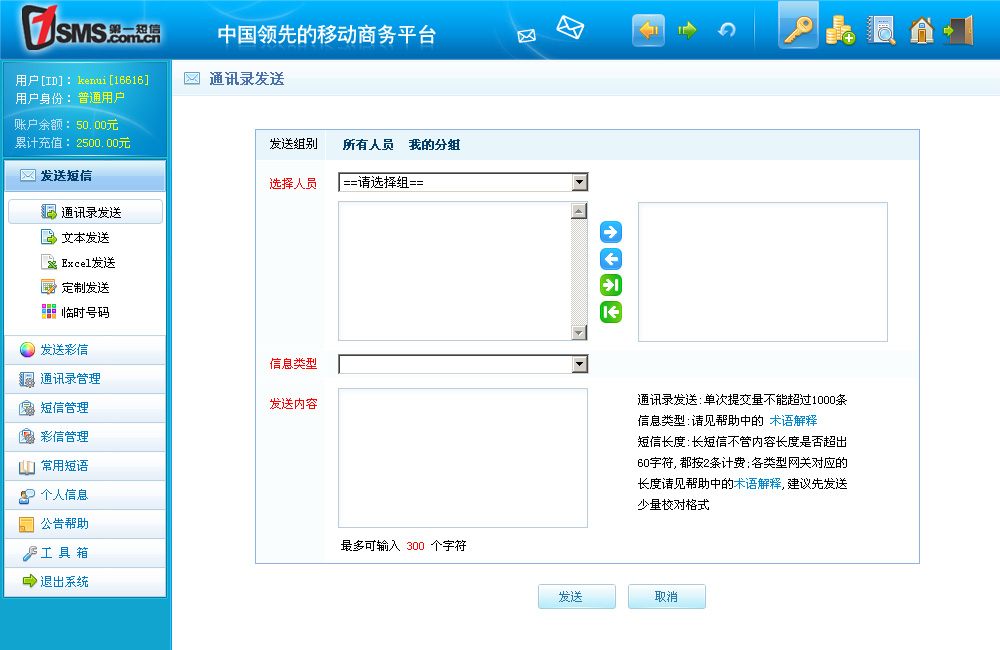 1SMS第一短信
.com.cn
中国领先的移动商务平台
用户[ID]：kenui[16616]
用户身份：普通用户
账户余额：50.00元
累计充值：2500.00元
发送短信
通讯录发送
文本发送
Excel发送
定制发送
临时号码
发送彩信
通讯录管理
短信管理
彩信管理
常用短语
个人信息
公告帮助
工 具 箱
退出系统
通讯录发送
发送组别 所有人员 我的分组
选择人员 ==请选择组==
信息类型
发送内容
通讯录发送:单次提交量不能超过1000条
信息类型:请见帮助中的 术语解释
短信长度:长短信不管内容长度是否超出
60字符,都按2条计费;各类型网关对应的
长度请见帮助中的术语解释,建议先发送
少量校对格式
最多可输入 300 个字符
发送 取消